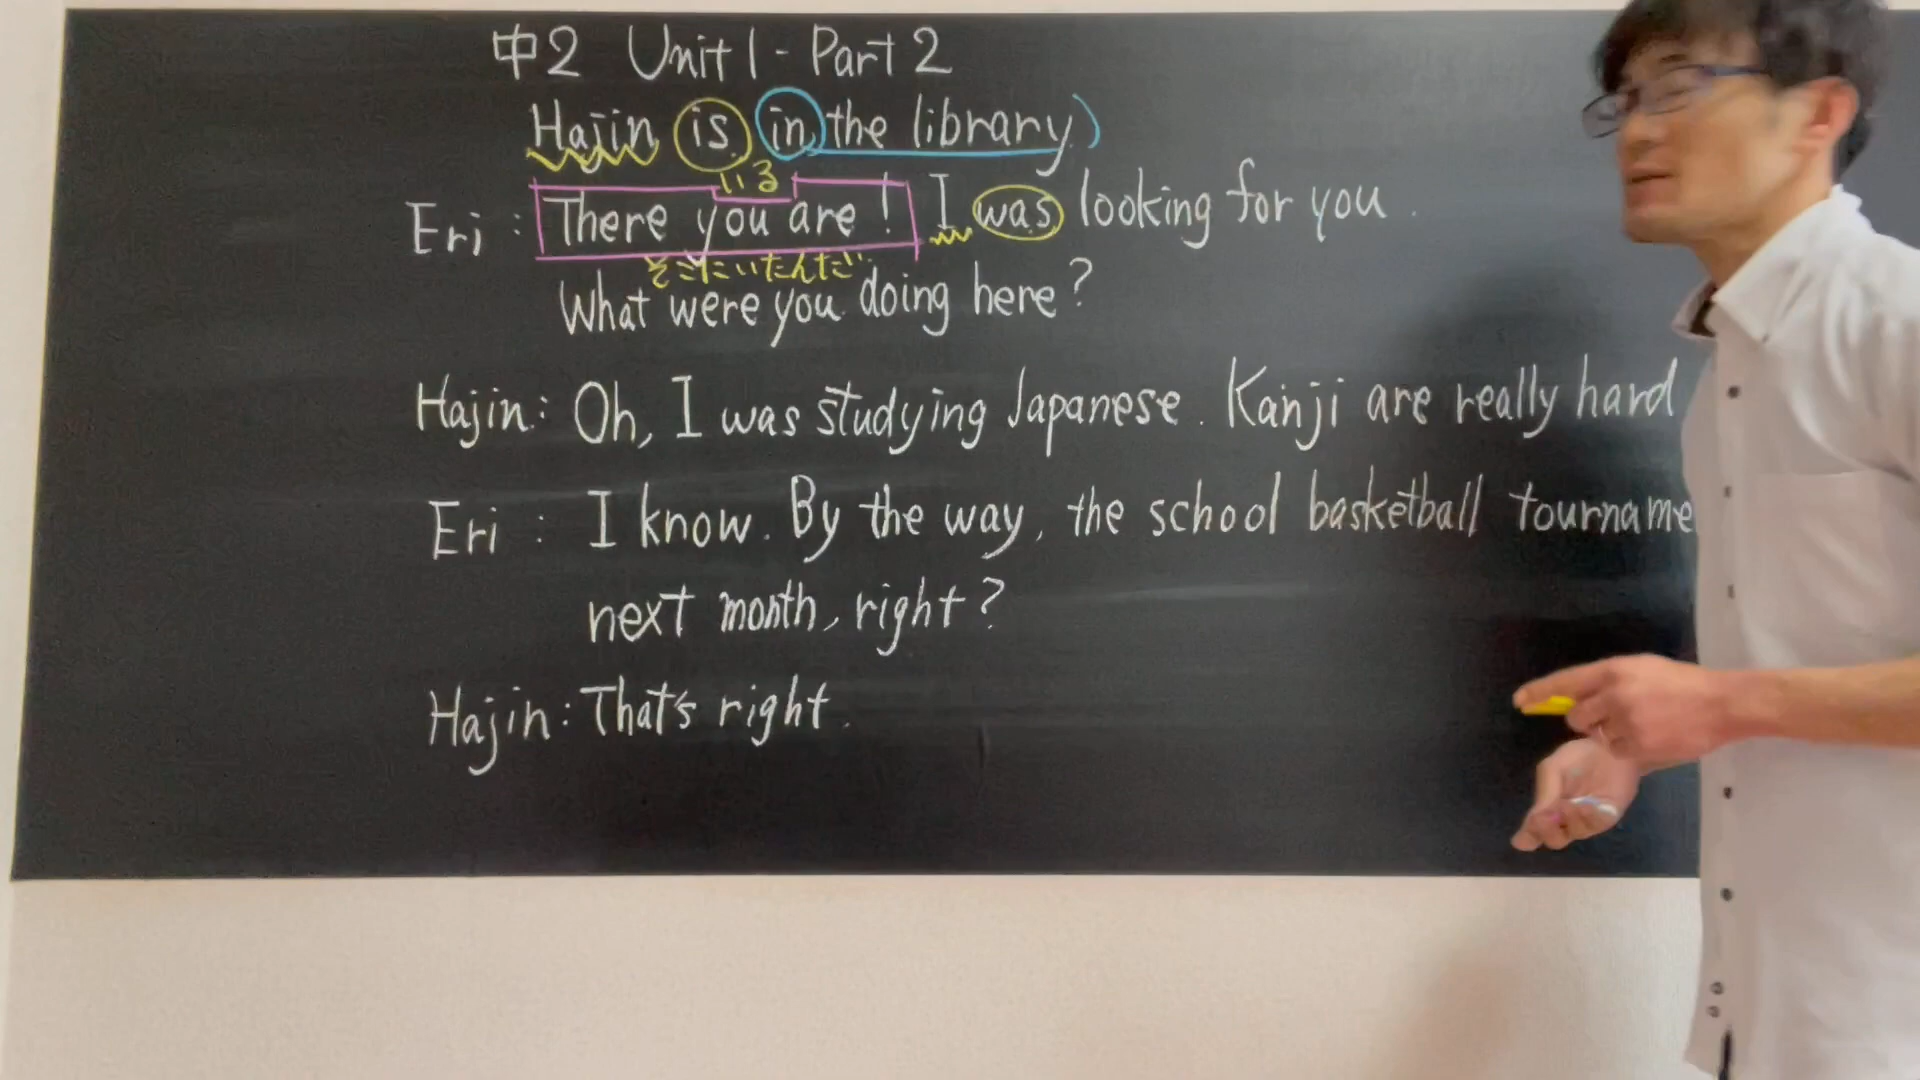 中2 Unit 1 - Part 2
Hajin is in the library
いる
Eri : There you are! I was looking for you.
そこにいたんだ
What were you doing here?
Hajin: Oh, I was studying Japanese. Kanji are really hard
Eri : I know. By the way, the school basketball tourname
next month, right?
Hajin: That's right.